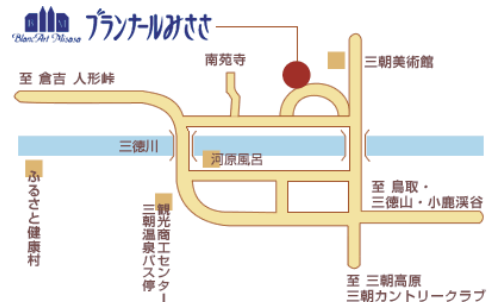 B M
BlancArt Misasa
ブランナールみささ
南苑寺
三朝美術館
至 倉吉 人形峠
三徳川
河原風呂
ふるさと健康村
観光商工センター
三朝温泉バス停
至 鳥取・
三徳山・小鹿渓谷
至 三朝高原
三朝カントリークラブ